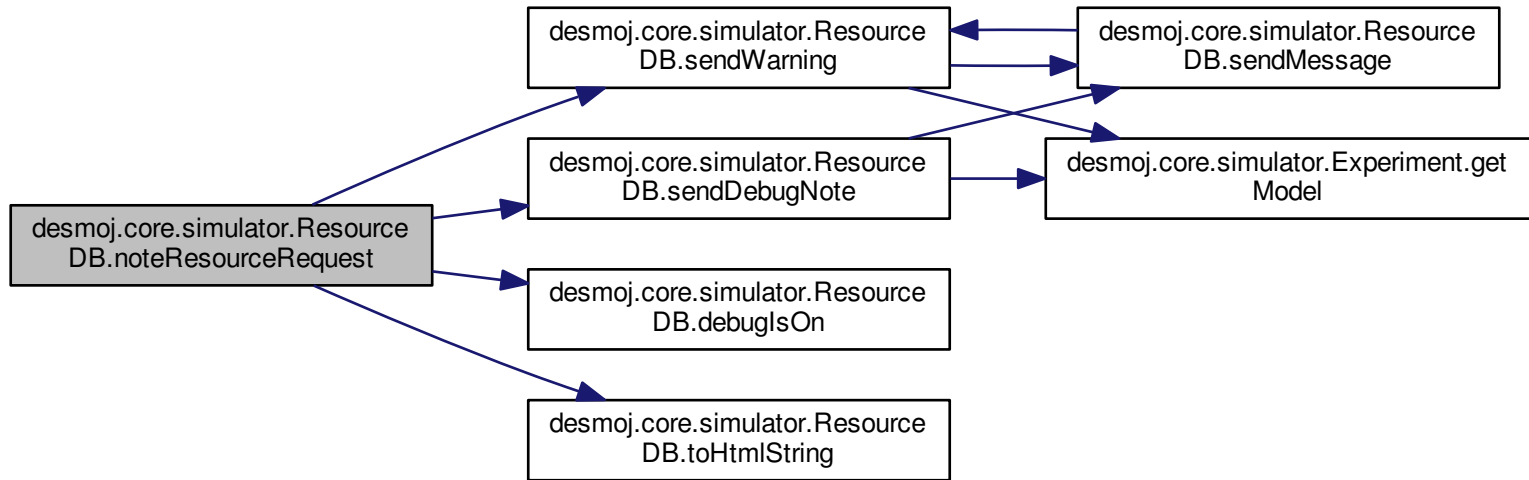 desmoj.core.simulator.Resource
DB.sendWarning
desmoj.core.simulator.Resource
DB.sendMessage
desmoj.core.simulator.Resource
DB.sendDebugNote
desmoj.core.simulator.Experiment.get
Model
desmoj.core.simulator.Resource
DB.noteResourceRequest
desmoj.core.simulator.Resource
DB.debugIsOn
desmoj.core.simulator.Resource
DB.toHtmlString